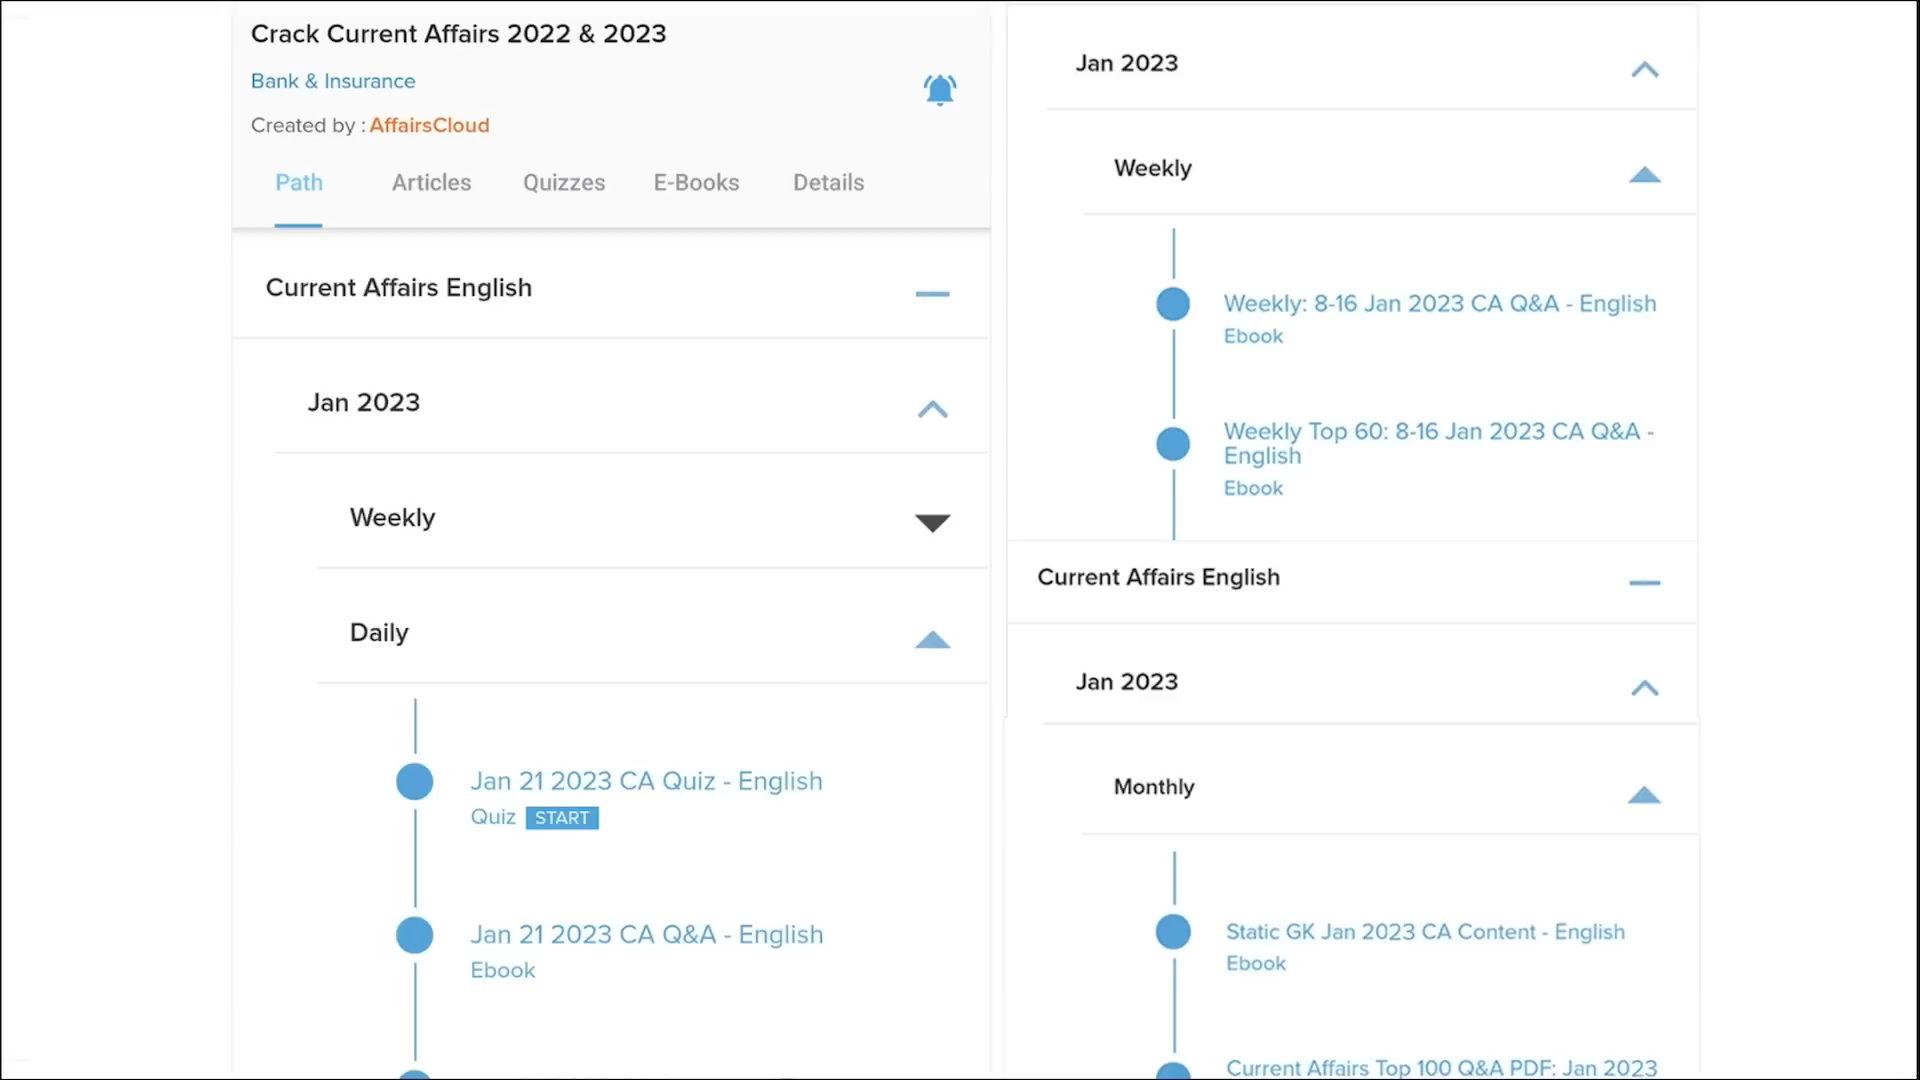 Crack Current Affairs 2022 & 2023
Bank & Insurance
Created by : AffairsCloud
Path Articles Quizzes E-Books Details
Current Affairs English
Jan 2023
Weekly
Daily
Jan 21 2023 CA Quiz - English
Quiz START
Jan 21 2023 CA Q&A - English
Ebook
Jan 2023
Weekly
Weekly: 8-16 Jan 2023 CA Q&A - English
Ebook
Weekly Top 60: 8-16 Jan 2023 CA Q&A -
English
Ebook
Current Affairs English
Jan 2023
Monthly
Static GK Jan 2023 CA Content - English
Ebook
Current Affairs Top 100 Q&A PDF: Jan 2023